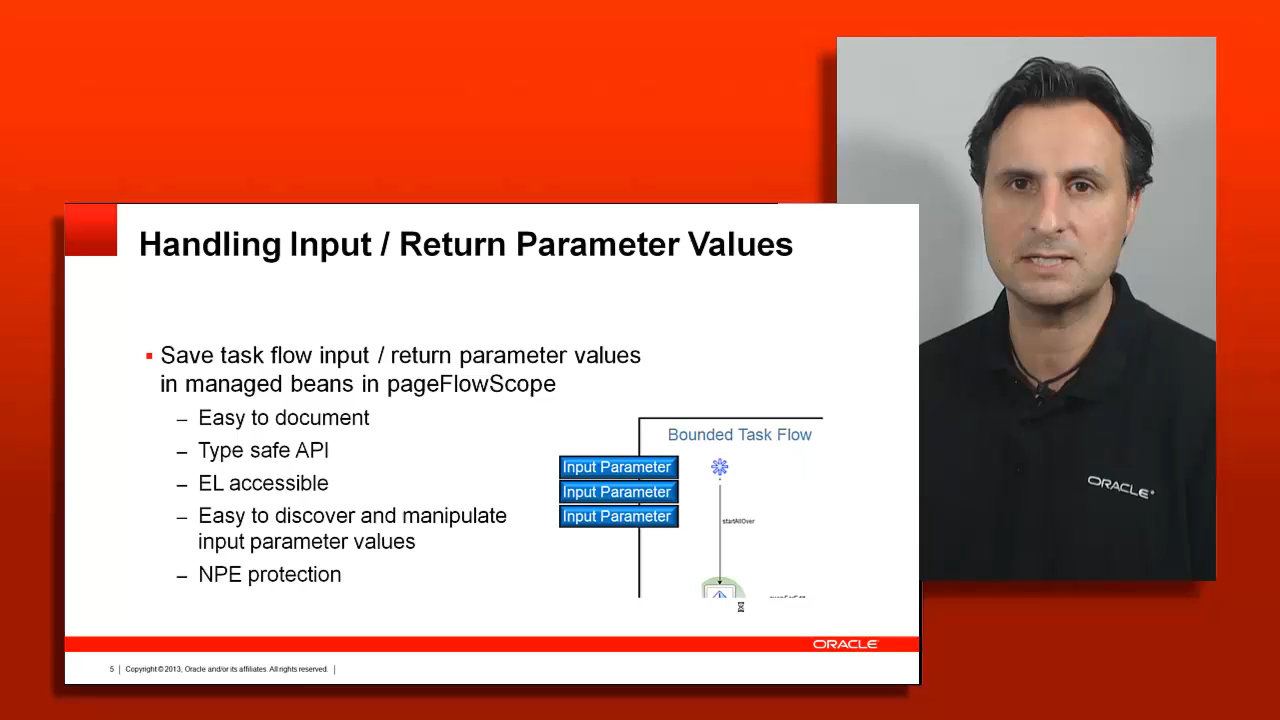 Handling Input / Return Parameter Values
▪ Save task flow input / return parameter values
in managed beans in pageFlowScope
– Easy to document
– Type safe API
– EL accessible
– Easy to discover and manipulate
input parameter values
– NPE protection
Bounded Task Flow
Input Parameter
Input Parameter
Input Parameter
startAllOver
ORACLE
5 | Copyright © 2013, Oracle and/or its affiliates. All rights reserved. |
ORACLE®